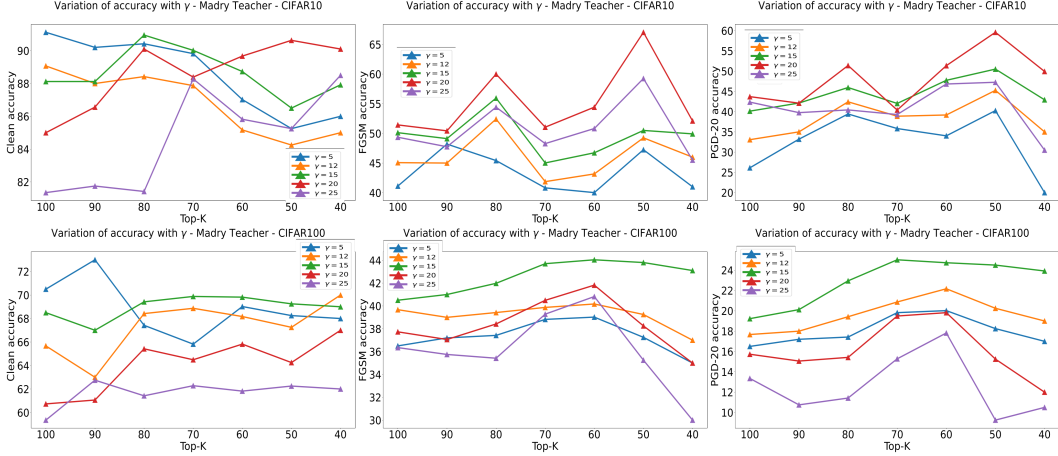 Variation of accuracy with γ - Madry Teacher - CIFAR10
Clean accuracy
90
88
86
84
82
γ = 5
γ = 12
γ = 15
γ = 20
γ = 25
100 90 80 70 60 50 40
Top-K
Variation of accuracy with γ - Madry Teacher - CIFAR10
FGSM accuracy
65
60
55
50
45
40
γ = 5
γ = 12
γ = 15
γ = 20
γ = 25
100 90 80 70 60 50 40
Top-K
Variation of accuracy with γ - Madry Teacher - CIFAR10
PGD-20 accuracy
60
55
50
45
40
35
30
25
20
γ = 5
γ = 12
γ = 15
γ = 20
γ = 25
100 90 80 70 60 50 40
Top-K
Variation of accuracy with γ - Madry Teacher - CIFAR100
Clean accuracy
72
70
68
66
64
62
60
γ = 5
γ = 12
γ = 15
γ = 20
γ = 25
100 90 80 70 60 50 40
Top-K
Variation of accuracy with γ - Madry Teacher - CIFAR100
FGSM accuracy
44
42
40
38
36
34
32
30
γ = 5
γ = 12
γ = 15
γ = 20
γ = 25
100 90 80 70 60 50 40
Top-K
Variation of accuracy with γ - Madry Teacher - CIFAR100
PGD-20 accuracy
24
22
20
18
16
14
12
10
γ = 5
γ = 12
γ = 15
γ = 20
γ = 25
100 90 80 70 60 50 40
Top-K